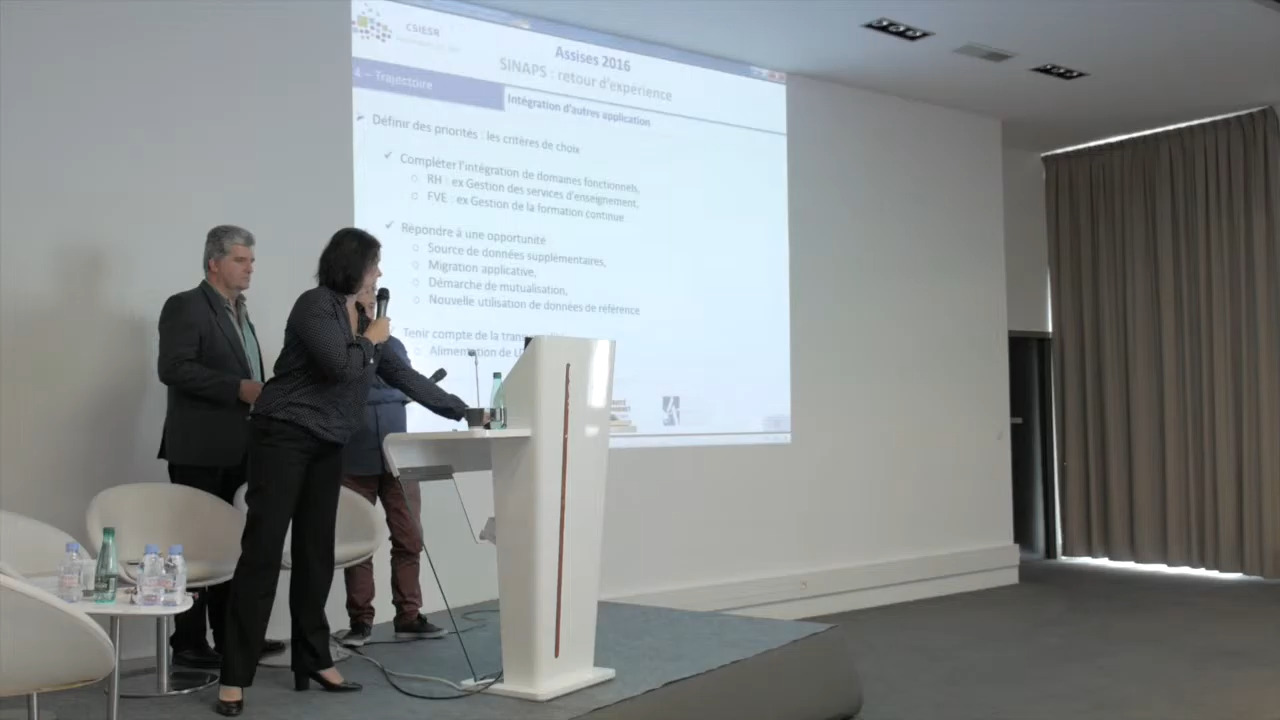 CSIESR
Assises 2016
SINAPS : retour d'expérience
4 – Trajectoire
Intégration d'autres application
Définir des priorités : les critères de choix
✓ Compléter l'intégration de domaines fonctionnels,
○ RH : ex Gestion des services d'enseignement,
○ FVE : ex Gestion de la formation continue
✓ Répondre à une opportunité
○ Source de données supplémentaires,
○ Migration applicative,
○ Démarche de mutualisation,
○ Nouvelle utilisation de données de référence
Tenir compte de la
○ Alimentation de